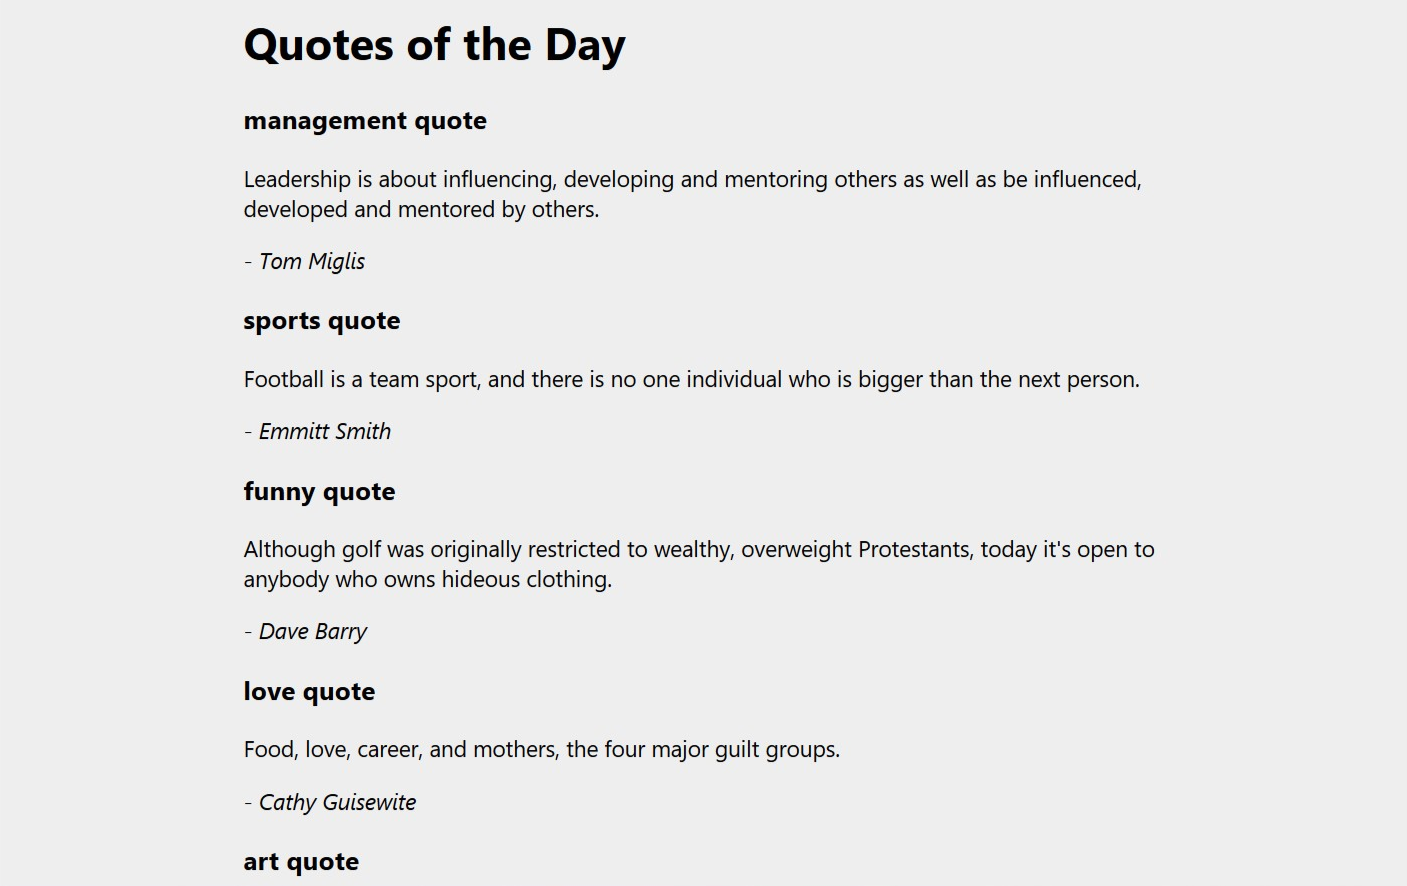 Quotes of the Day
management quote
Leadership is about influencing, developing and mentoring others as well as be influenced,
developed and mentored by others.
- Tom Miglis
sports quote
Football is a team sport, and there is no one individual who is bigger than the next person.
- Emmitt Smith
funny quote
Although golf was originally restricted to wealthy, overweight Protestants, today it's open to
anybody who owns hideous clothing.
- Dave Barry
love quote
Food, love, career, and mothers, the four major guilt groups.
- Cathy Guisewite
art quote